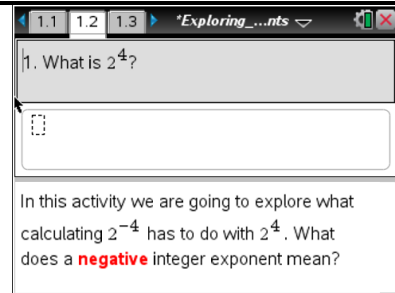 1.1 1.2 1.3 *Exploring_...nts
1. What is 2⁴?
In this activity we are going to explore what
calculating 2⁻⁴ has to do with 2⁴. What
does a negative integer exponent mean?